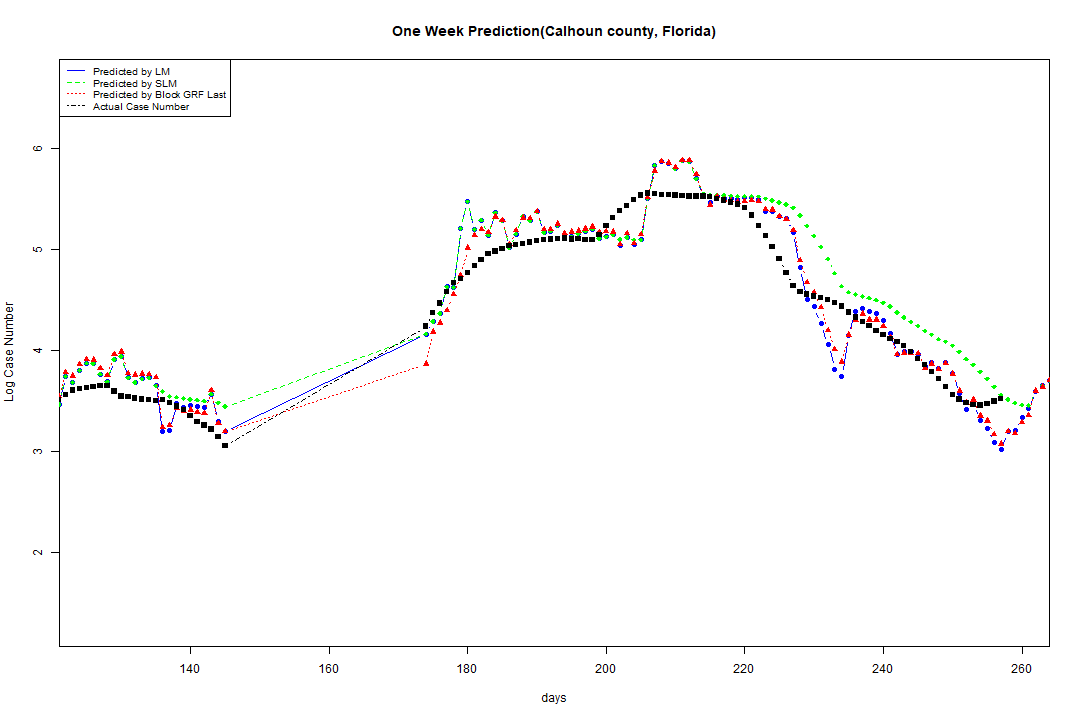 One Week Prediction(Calhoun county, Florida)
Predicted by LM
Predicted by SLM
Predicted by Block GRF Last
Actual Case Number
6
5
4
3
2
Log Case Number
140 160 180 200 220 240 260
days